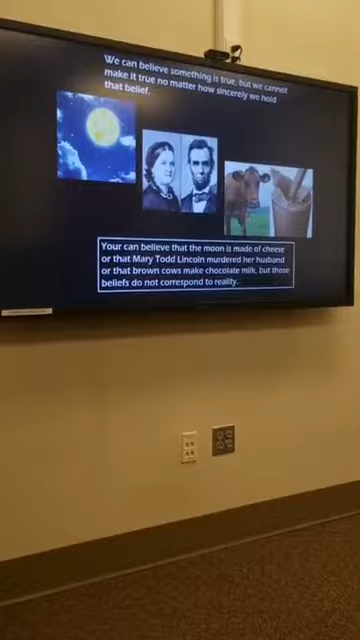 We can believe something is true, but we cannot
make it true no matter how sincerely we hold
that belief.
Your can believe that the moon is made of cheese
or that Mary Todd Lincoln murdered her husband
or that brown cows make chocolate milk, but those
beliefs do not correspond to reality.